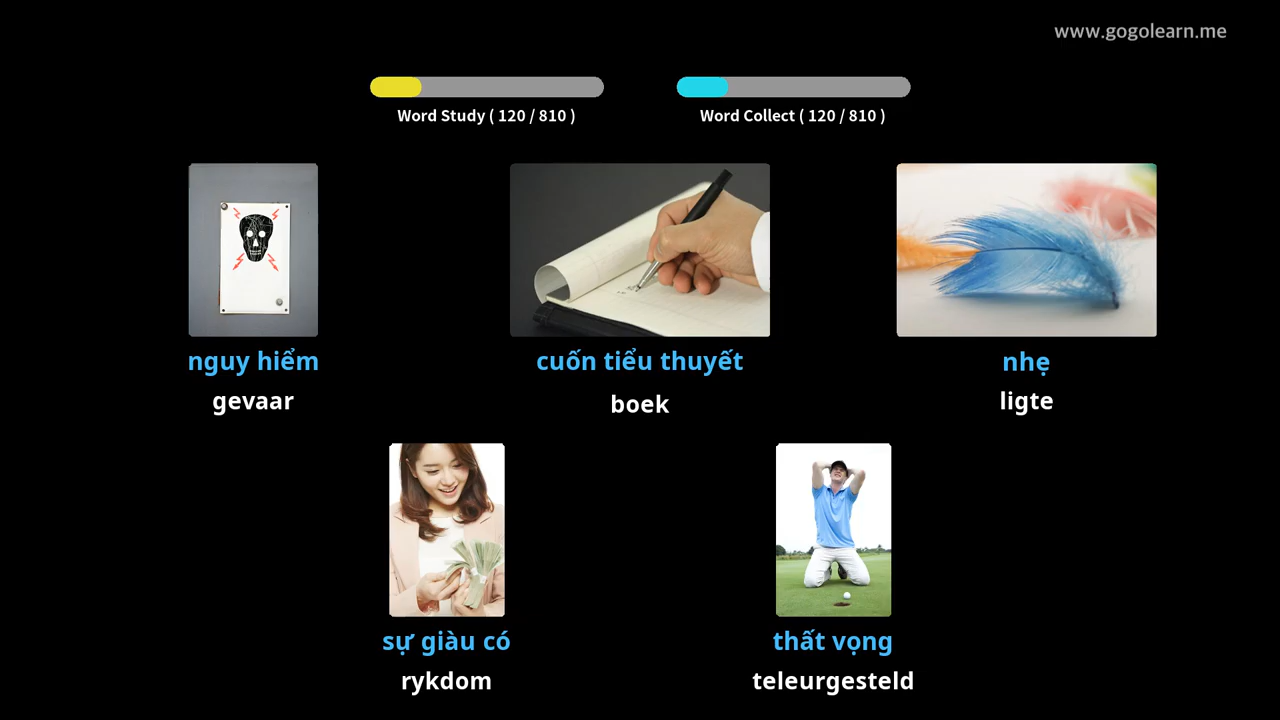 www.gogolearn.me
Word Study ( 120 / 810 )
Word Collect ( 120 / 810 )
nguy hiểm
gevaar
cuốn tiểu thuyết
boek
nhẹ
ligte
sự giàu có
rykdom
thất vọng
teleurgesteld